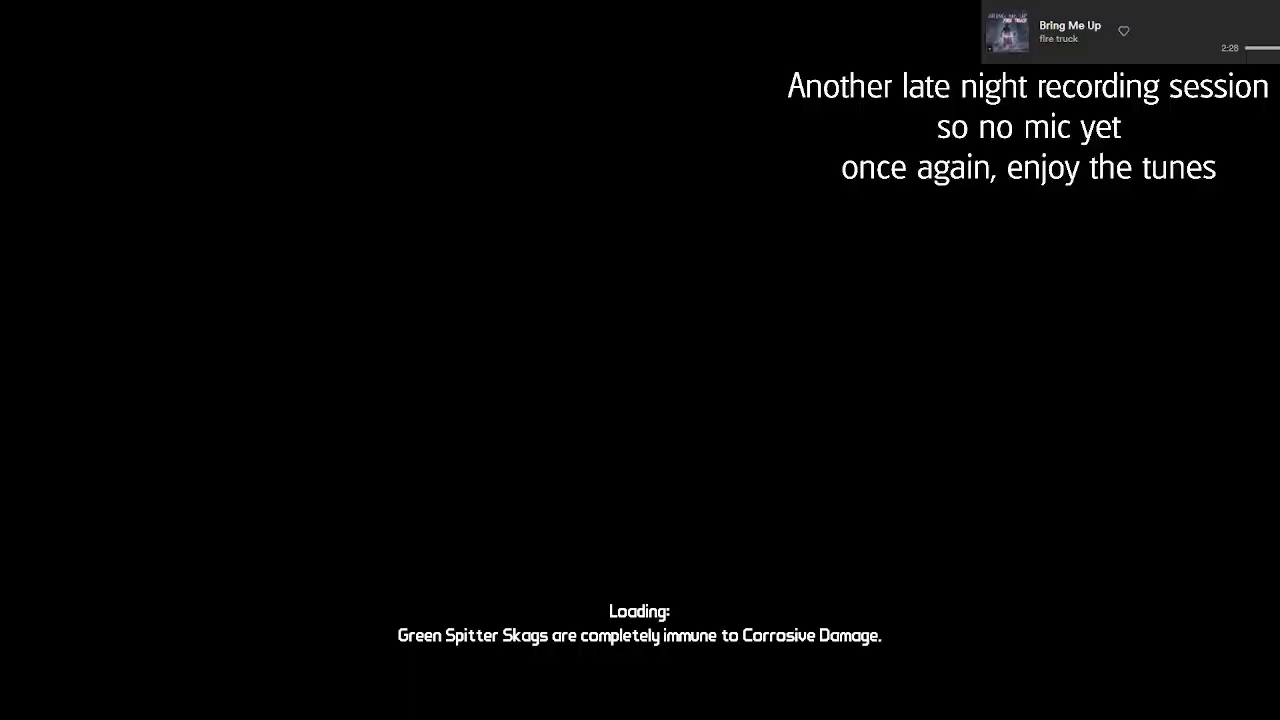 Bring Me Up
fire truck
2:28
Another late night recording session
so no mic yet
once again, enjoy the tunes
Loading:
Green Spitter Skags are completely immune to Corrosive Damage.